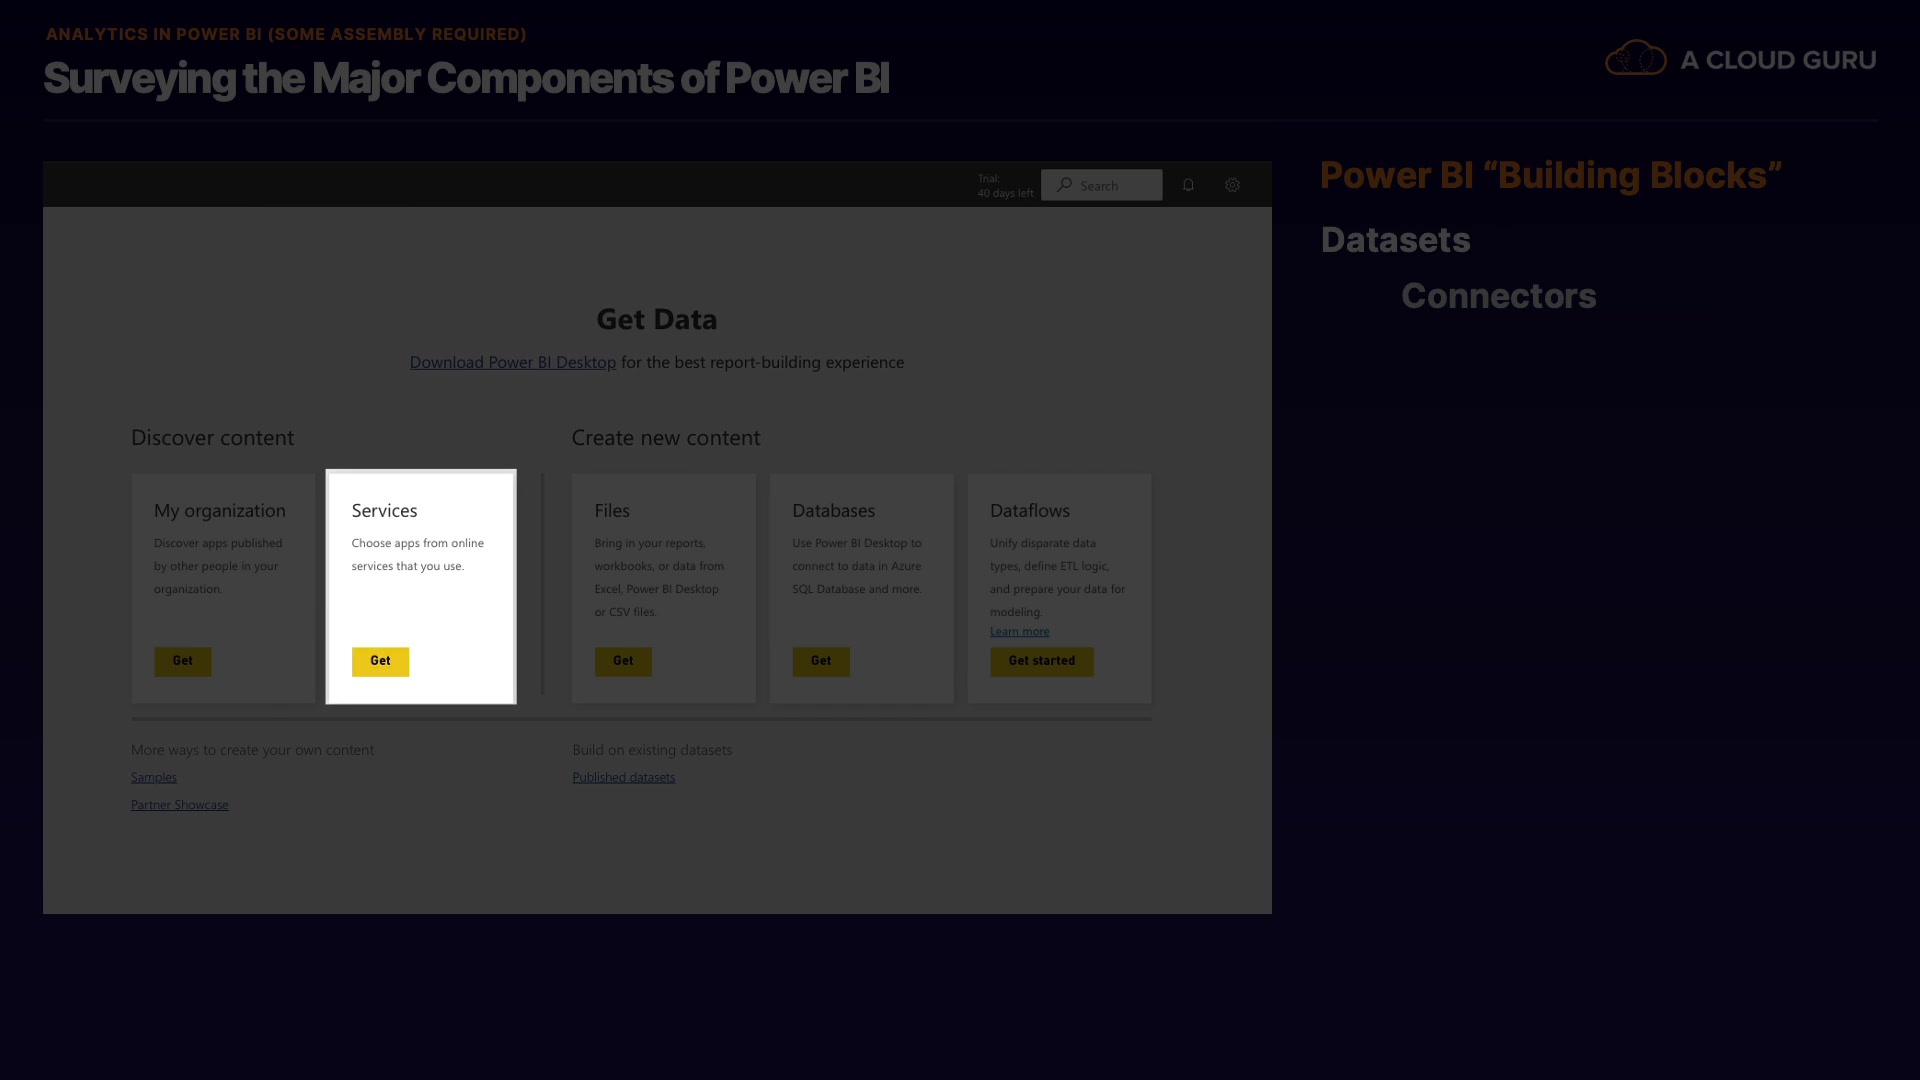 ANALYTICS IN POWER BI (SOME ASSEMBLY REQUIRED)
Surveying the Major Components of Power BI
A CLOUD GURU
Trial:
40 days left
Search
Get Data
Download Power BI Desktop for the best report-building experience
Discover content
My organization
Discover apps published
by other people in your
organization.
Get
Services
Choose apps from online
services that you use.
Get
Create new content
Files
Bring in your reports,
workbooks, or data from
Excel, Power BI Desktop
or CSV files.
Get
Databases
Use Power BI Desktop to
connect to data in Azure
SQL Database and more.
Get
Dataflows
Unify disparate data
types, define ETL logic,
and prepare your data for
modeling.
Learn more
Get started
More ways to create your own content
Samples
Partner Showcase
Build on existing datasets
Published datasets
Power BI “Building Blocks”
Datasets
Connectors